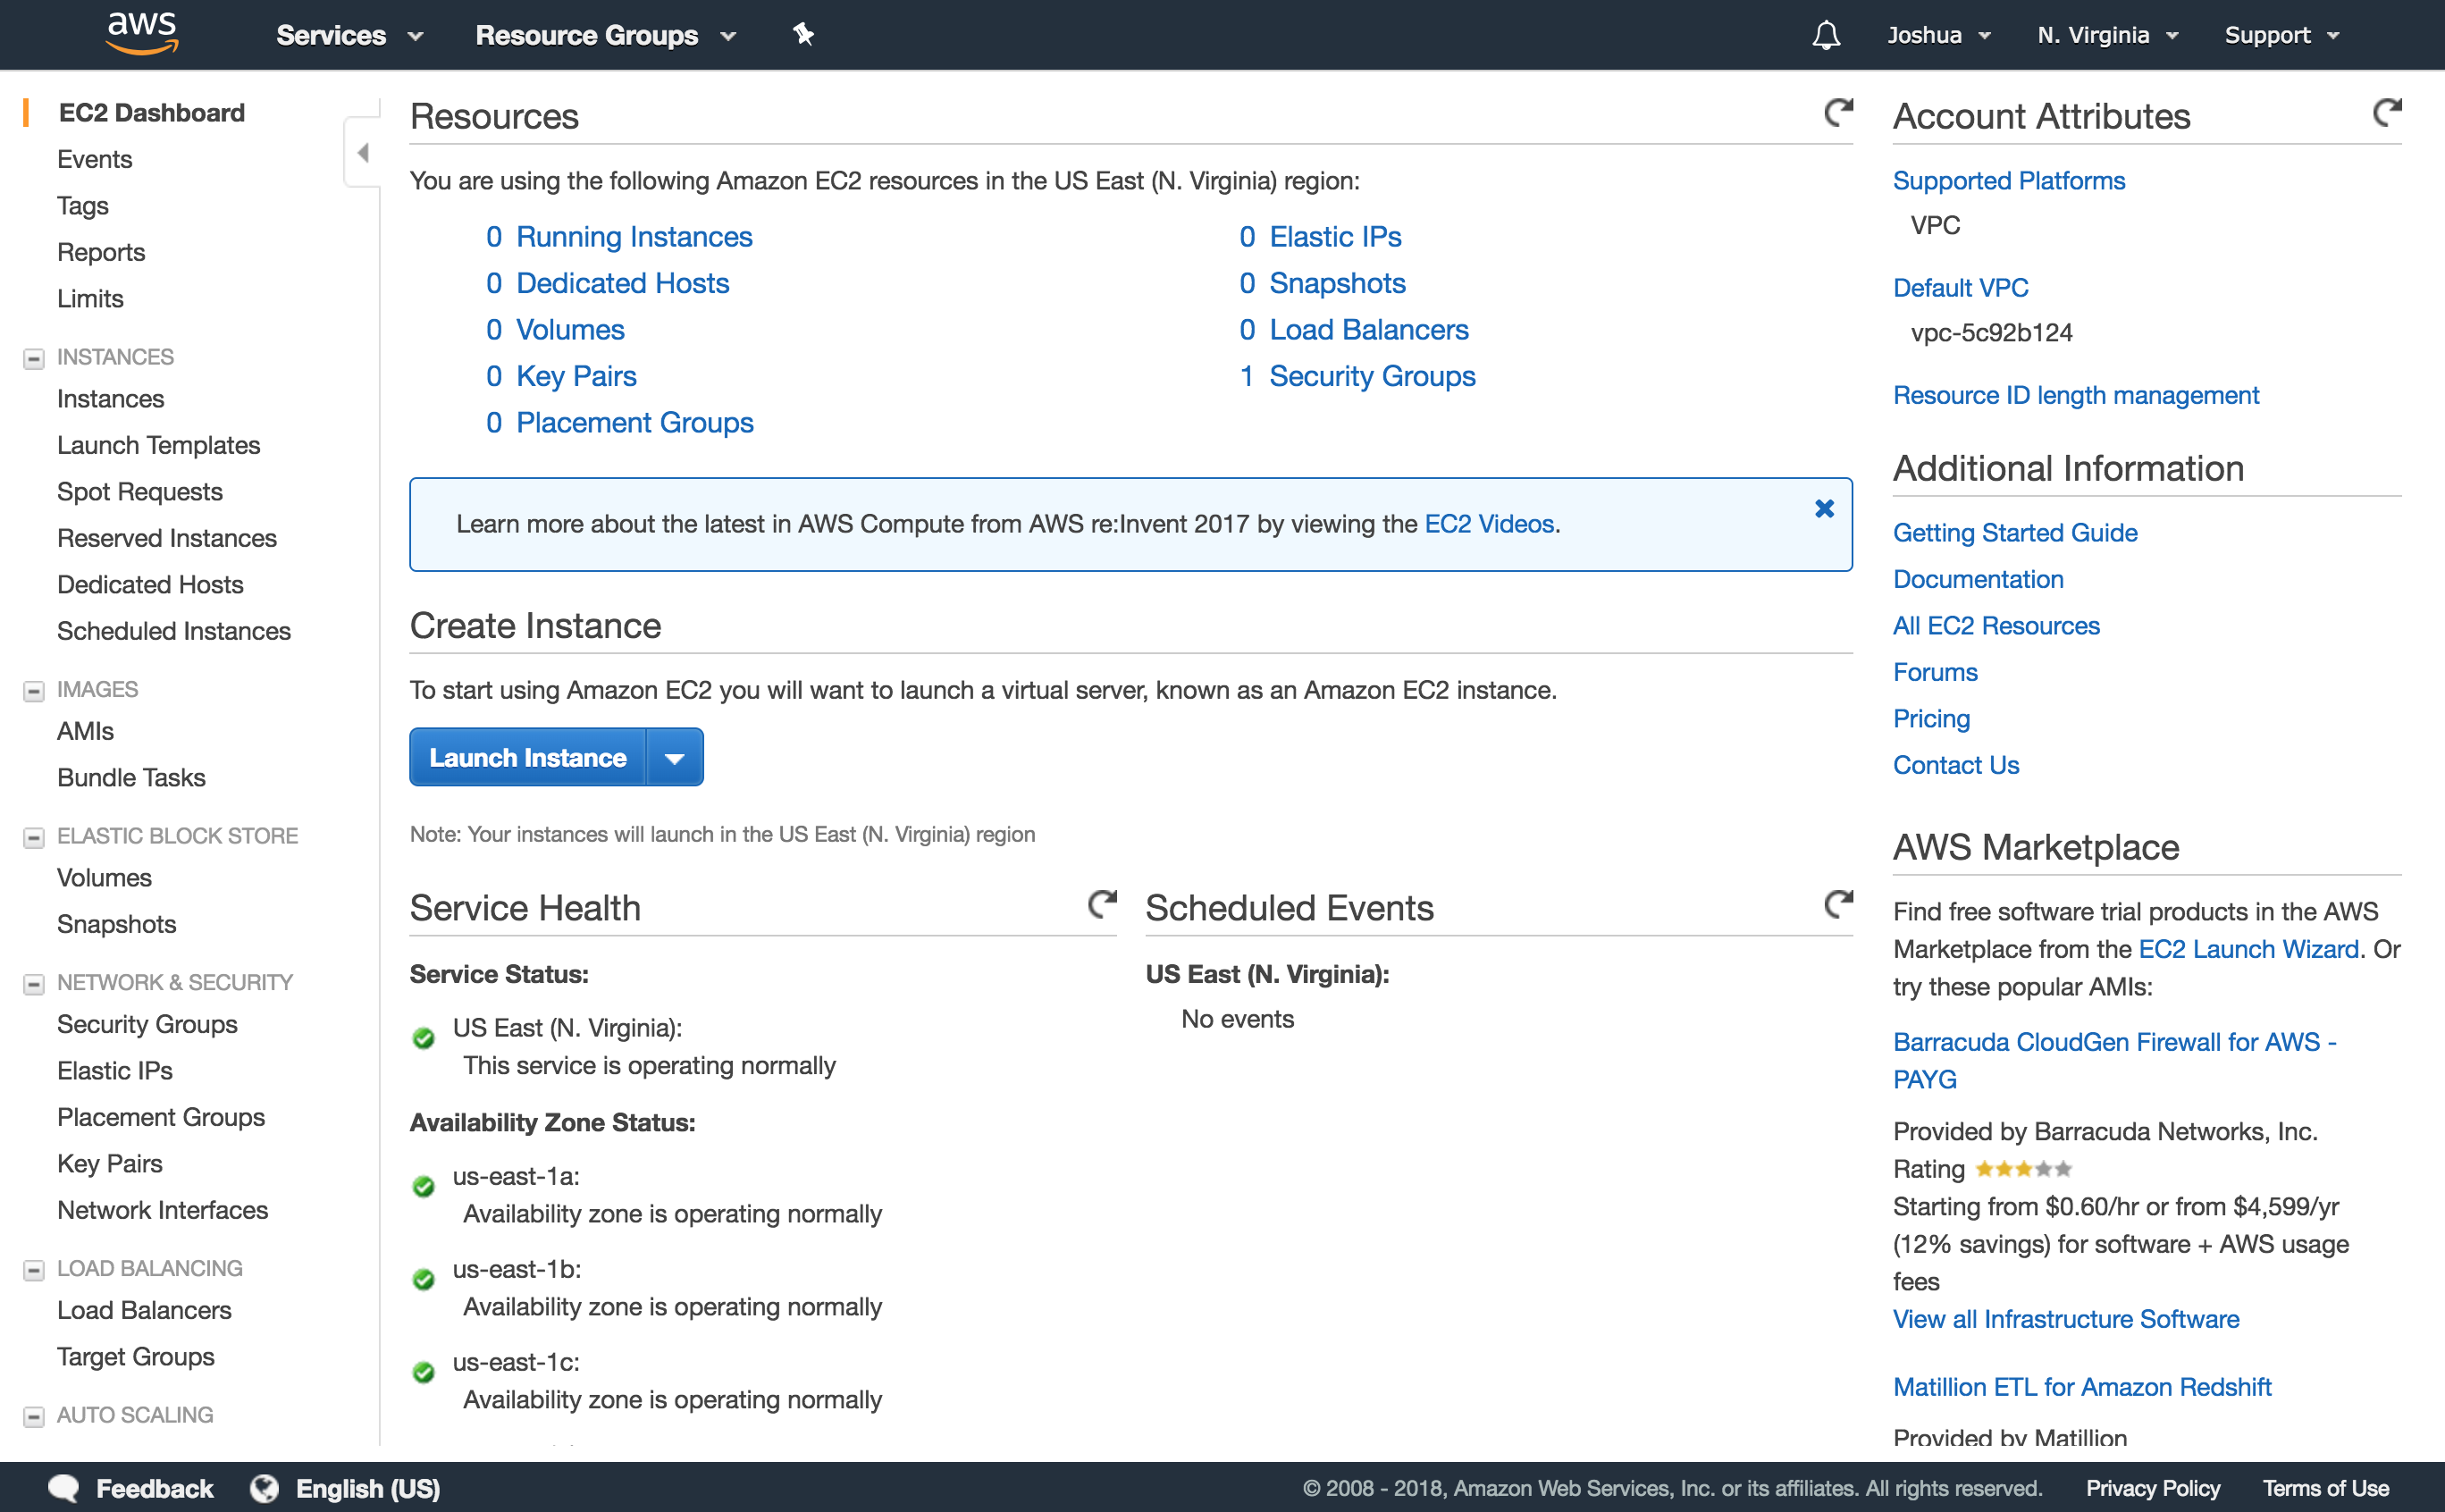 aws
Services
Resource Groups
Joshua
N. Virginia
Support
EC2 Dashboard
Events
Tags
Reports
Limits
INSTANCES
Instances
Launch Templates
Spot Requests
Reserved Instances
Dedicated Hosts
Scheduled Instances
IMAGES
AMIs
Bundle Tasks
ELASTIC BLOCK STORE
Volumes
Snapshots
NETWORK & SECURITY
Security Groups
Elastic IPs
Placement Groups
Key Pairs
Network Interfaces
LOAD BALANCING
Load Balancers
Target Groups
AUTO SCALING
Resources
You are using the following Amazon EC2 resources in the US East (N. Virginia) region:
0 Running Instances
0 Dedicated Hosts
0 Volumes
0 Key Pairs
0 Placement Groups
0 Elastic IPs
0 Snapshots
0 Load Balancers
1 Security Groups
Learn more about the latest in AWS Compute from AWS re:Invent 2017 by viewing the EC2 Videos.
Create Instance
To start using Amazon EC2 you will want to launch a virtual server, known as an Amazon EC2 instance.
Launch Instance
Note: Your instances will launch in the US East (N. Virginia) region
Service Health
Service Status:
US East (N. Virginia):
This service is operating normally
Availability Zone Status:
us-east-1a:
Availability zone is operating normally
us-east-1b:
Availability zone is operating normally
us-east-1c:
Availability zone is operating normally
Scheduled Events
US East (N. Virginia):
No events
Account Attributes
Supported Platforms
VPC
Default VPC
vpc-5c92b124
Resource ID length management
Additional Information
Getting Started Guide
Documentation
All EC2 Resources
Forums
Pricing
Contact Us
AWS Marketplace
Find free software trial products in the AWS
Marketplace from the EC2 Launch Wizard. Or
try these popular AMIs:
Barracuda CloudGen Firewall for AWS -
PAYG
Provided by Barracuda Networks, Inc.
Rating
Starting from $0.60/hr or from $4,599/yr
(12% savings) for software + AWS usage
fees
View all Infrastructure Software
Matillion ETL for Amazon Redshift
Provided by Matillion
Feedback
English (US)
© 2008 - 2018, Amazon Web Services, Inc. or its affiliates. All rights reserved.
Privacy Policy
Terms of Use